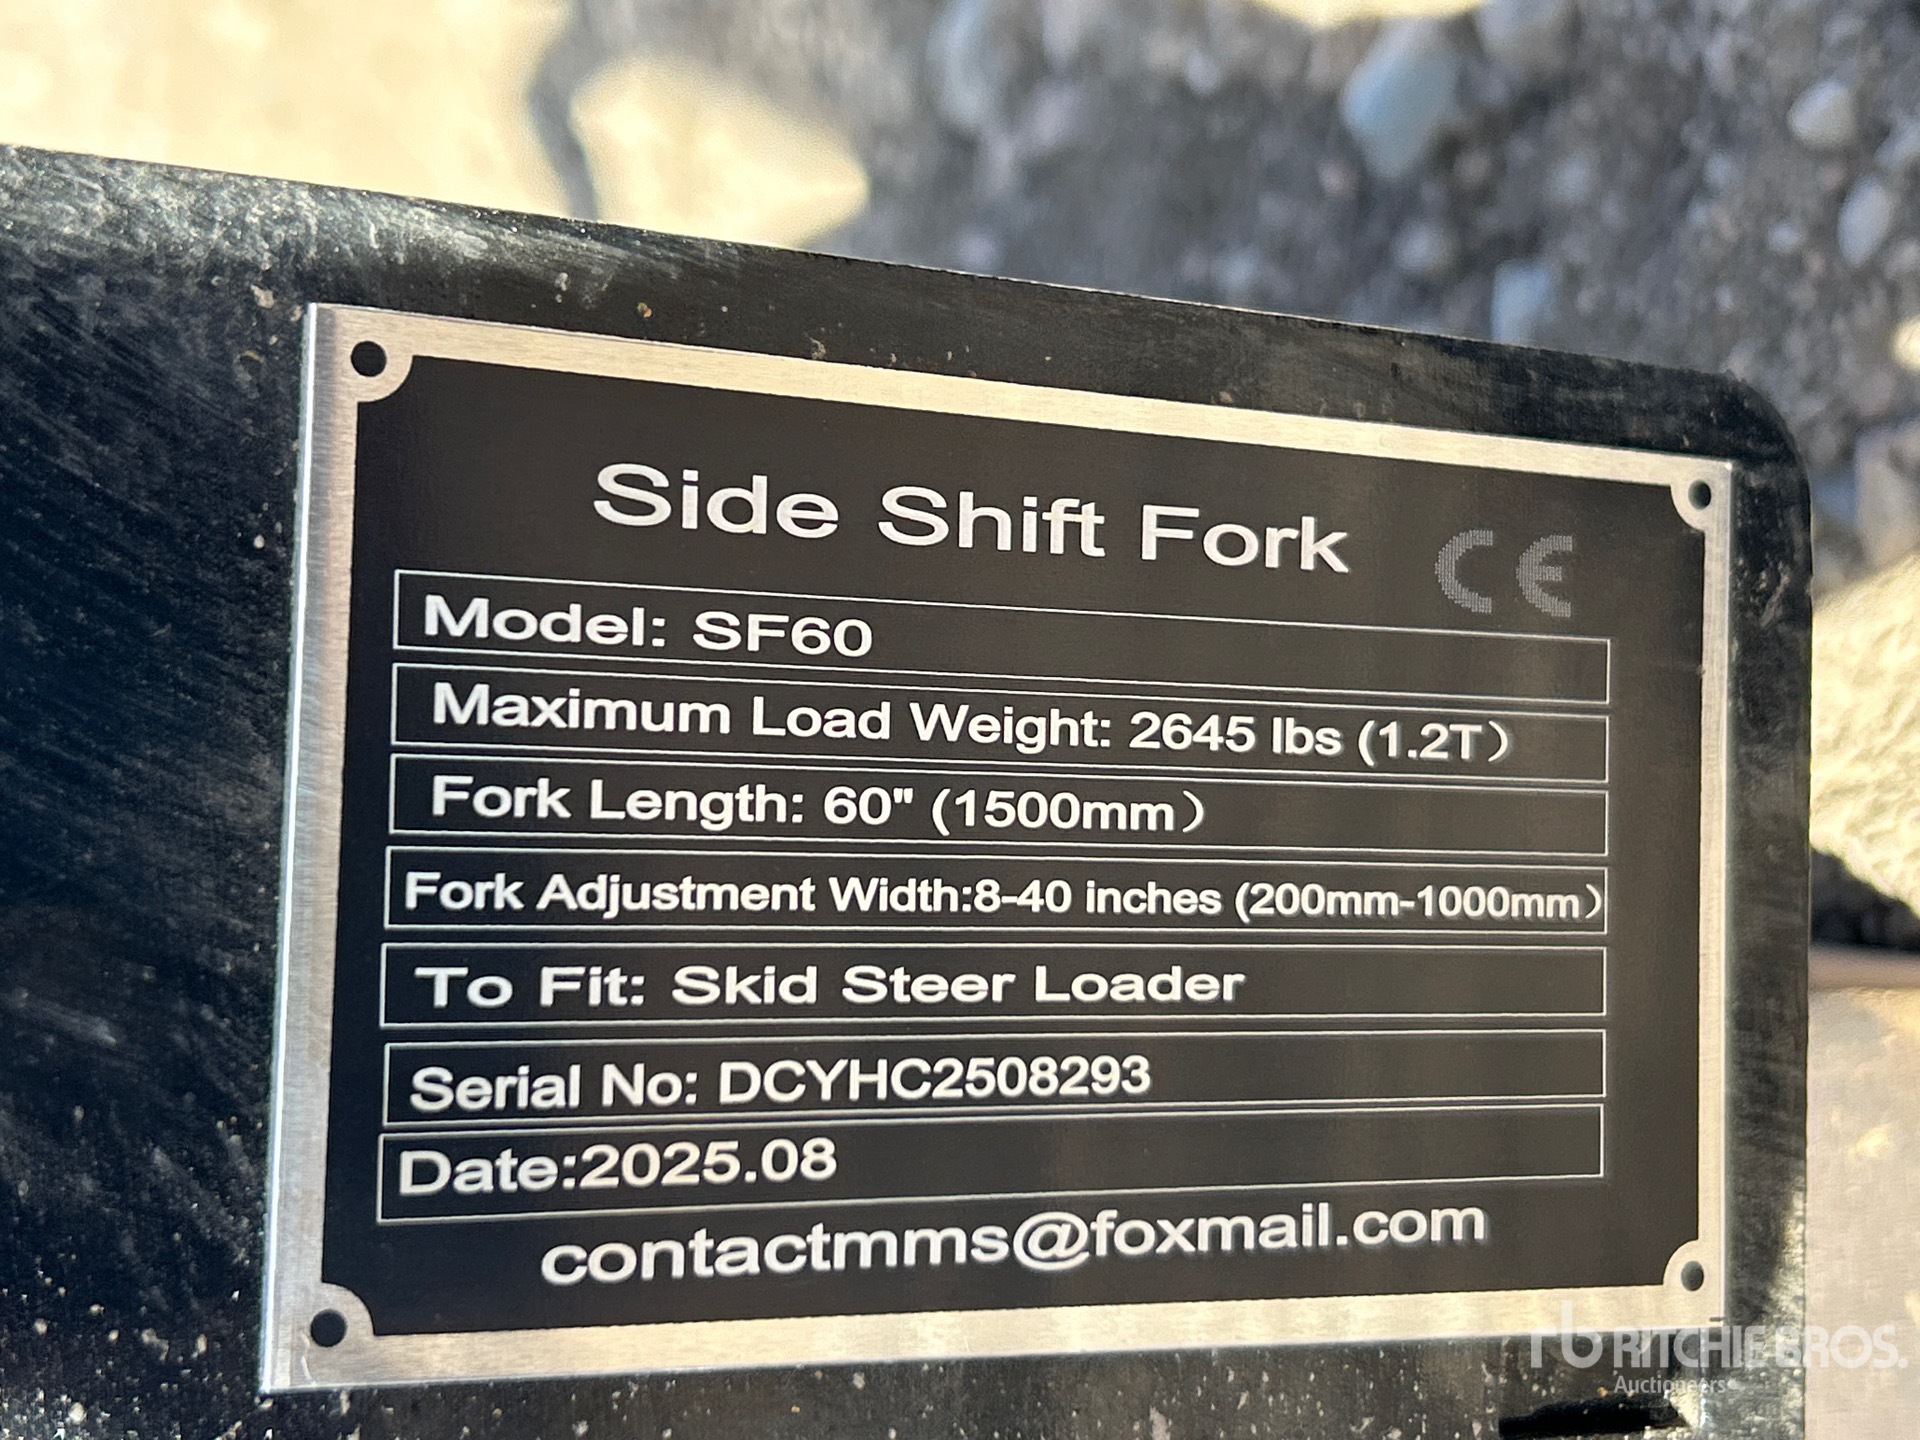 Side Shift Fork CE
Model: SF60
Maximum Load Weight: 2645 lbs (1.2T）
Fork Length: 60" (1500mm）
Fork Adjustment Width:8-40 inches (200mm-1000mm）
To Fit: Skid Steer Loader
Serial No: DCYHC2508293
Date:2025.08
contactmms@foxmail.com
rb RITCHIE BROS.
Auctioneers